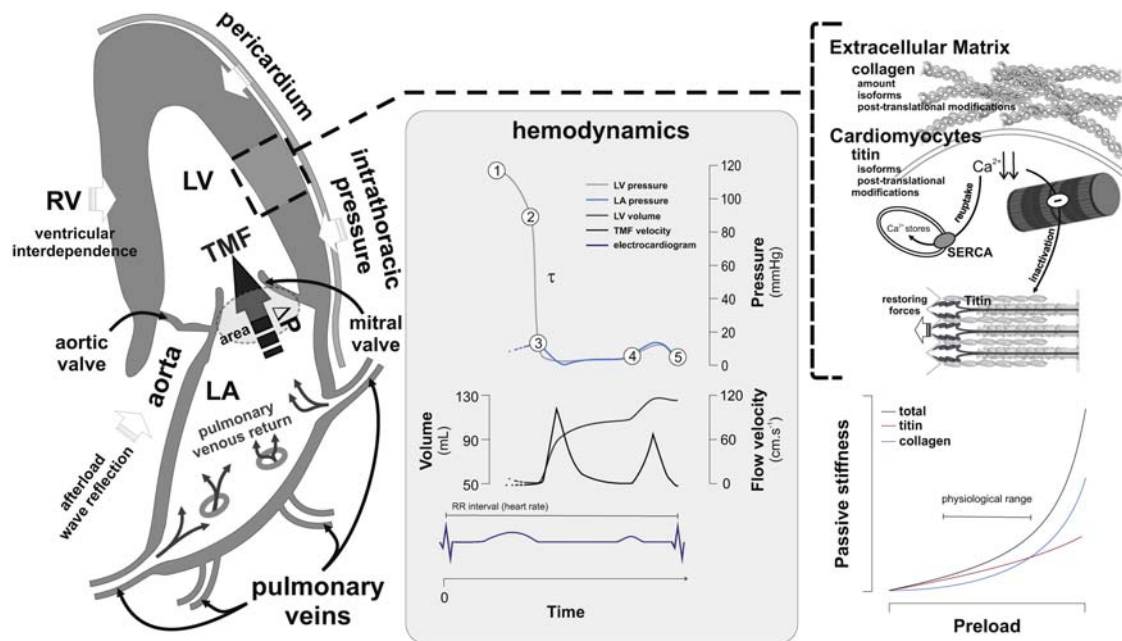 pericardium
LV
RV
ventricular
interdependence
TMF
intrathoracic
pressure
area
ΔP
aortic
valve
mitral
valve
aorta
LA
pulmonary
venous return
afterload
wave reflection
pulmonary
veins
hemodynamics
1
2
3
4
5
LV pressure
LA pressure
LV volume
TMF velocity
electrocardiogram
τ
120
100
80
60
40
20
0
Pressure
(mmHg)
130
90
50
Volume
(mL)
120
60
0
Flow velocity
(cm.s⁻¹)
RR interval (heart rate)
0
Time
Extracellular Matrix
collagen
amount
isoforms
post-translational modifications
Cardiomyocytes
titin
isoforms
post-translational
modifications
Ca²⁺
reuptake
Ca²⁺ stores
SERCA
inactivation
restoring
forces
Titin
total
titin
collagen
physiological range
Passive stiffness
Preload